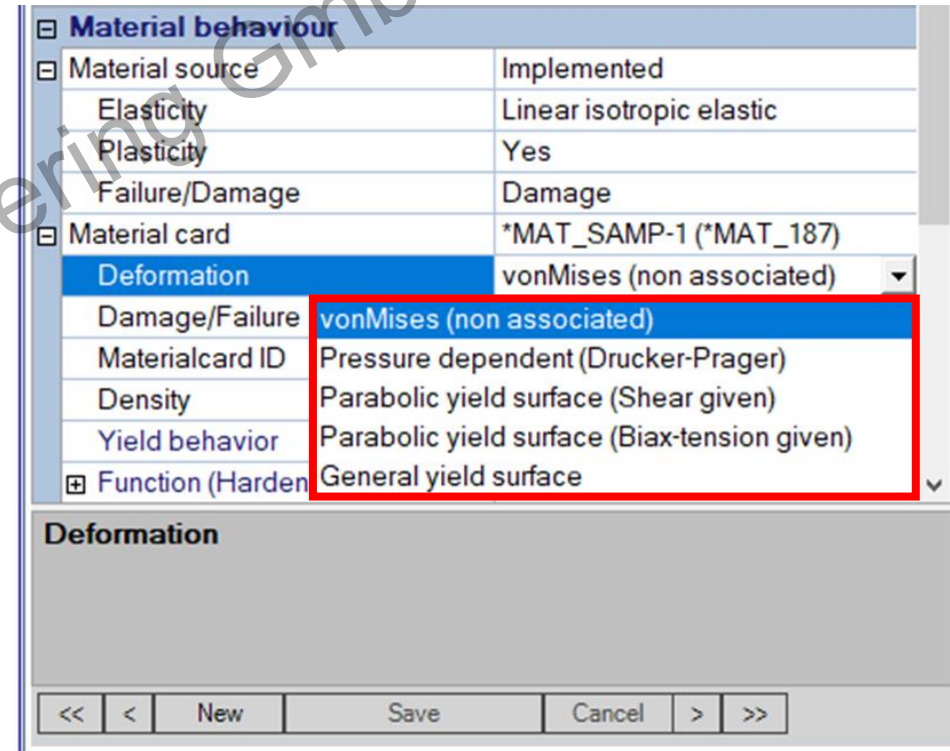 Material behaviour
Material source Implemented
Elasticity Linear isotropic elastic
Plasticity Yes
Failure/Damage Damage
Material card *MAT_SAMP-1 (*MAT_187)
Deformation vonMises (non associated)
Damage/Failure vonMises (non associated)
Materialcard ID Pressure dependent (Drucker-Prager)
Density Parabolic yield surface (Shear given)
Yield behavior Parabolic yield surface (Biax-tension given)
Function (Harden General yield surface
Deformation
<< < New Save Cancel > >>
ering Gmb